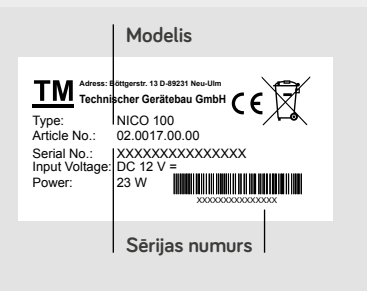 Modelis
TM
Adress: Böttgerstr. 13 D-89231 Neu-Ulm
Technischer Gerätebau GmbH CE
Type: NICO 100
Article No.: 02.0017.00.00
Serial No.: XXXXXXXXXXXXXXX
Input Voltage: DC 12 V =
Power: 23 W
XXXXXXXXXXXXXXX
Sērijas numurs